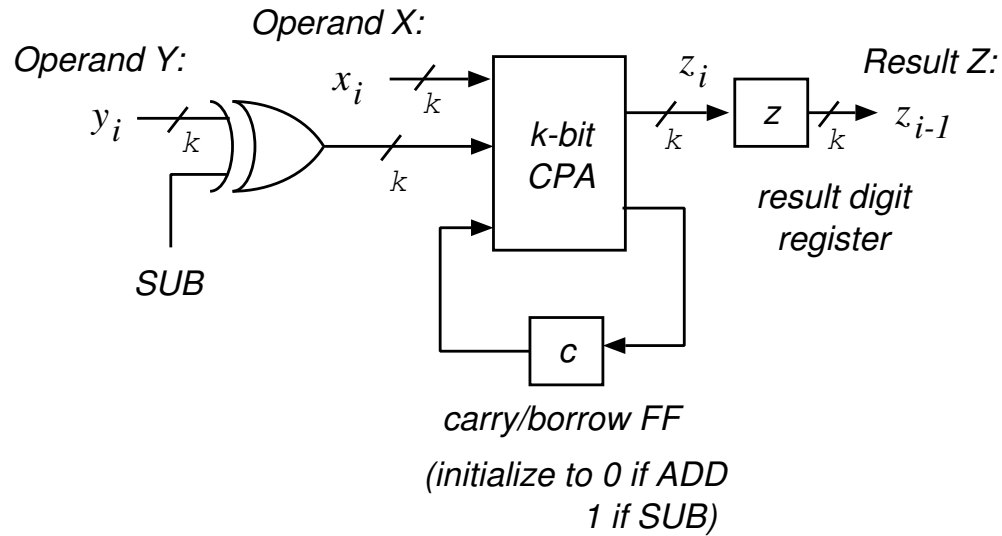 Operand X:
Operand Y:
Result Z:
x_i
k
z_i
k
y_i
k
k
k-bit
CPA
z
k
z_{i-1}
result digit
register
SUB
c
carry/borrow FF
(initialize to 0 if ADD
1 if SUB)